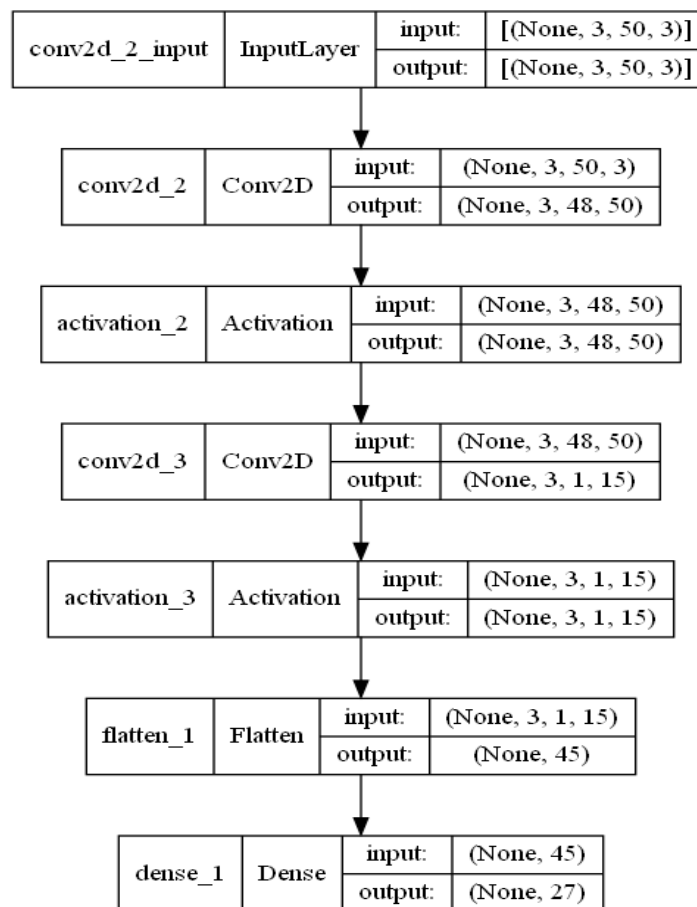 conv2d_2_input InputLayer input: [(None, 3, 50, 3)]
output: [(None, 3, 50, 3)]
conv2d_2 Conv2D input: (None, 3, 50, 3)
output: (None, 3, 48, 50)
activation_2 Activation input: (None, 3, 48, 50)
output: (None, 3, 48, 50)
conv2d_3 Conv2D input: (None, 3, 48, 50)
output: (None, 3, 1, 15)
activation_3 Activation input: (None, 3, 1, 15)
output: (None, 3, 1, 15)
flatten_1 Flatten input: (None, 3, 1, 15)
output: (None, 45)
dense_1 Dense input: (None, 45)
output: (None, 27)